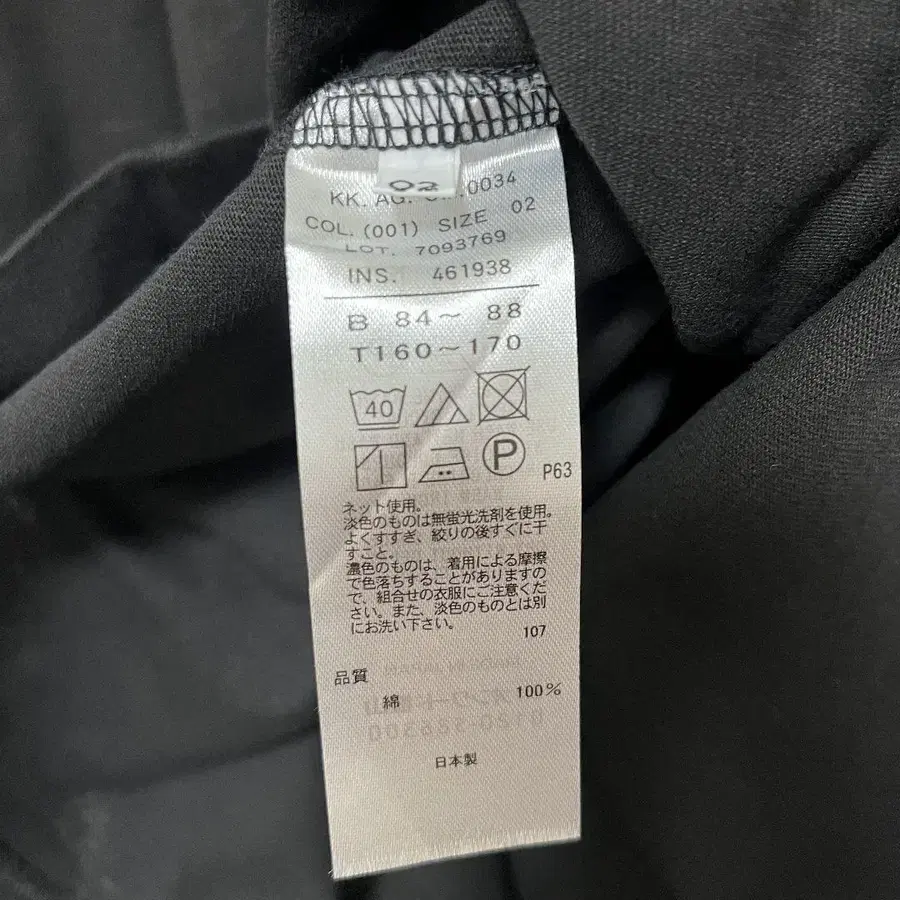 02
KK. AG. 0034
COL. (001) SIZE 02
LOT. 7093769
INS. 461938
B 84〜 88
T160〜170
40
P
P63
ネット使用。
淡色のものは無蛍光洗剤を使用。
よくすすぎ、絞りの後すぐに干
すこと。
濃色のものは、着用による摩擦
で色落ちすることがありますの
で、組合せの衣服にご注意くだ
さい。また、淡色のものとは別
にお洗い下さい。
107
品質
綿 100%
日本製